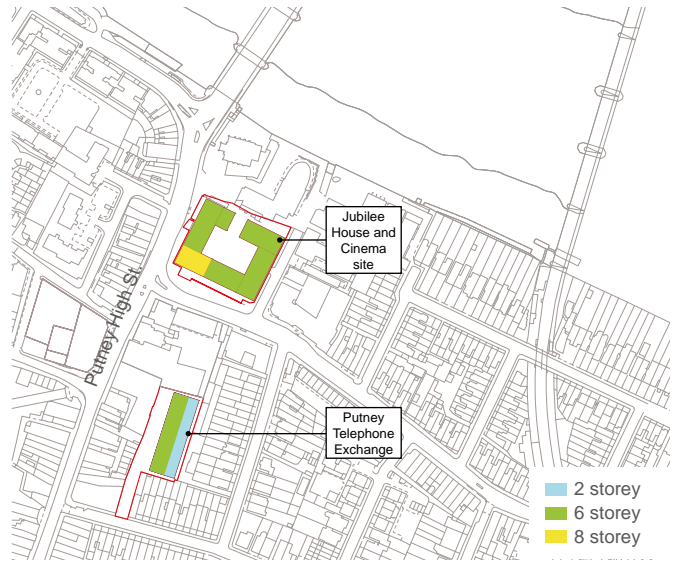 Jubilee
House and
Cinema
site
Putney High St.
Putney
Telephone
Exchange
2 storey
6 storey
8 storey